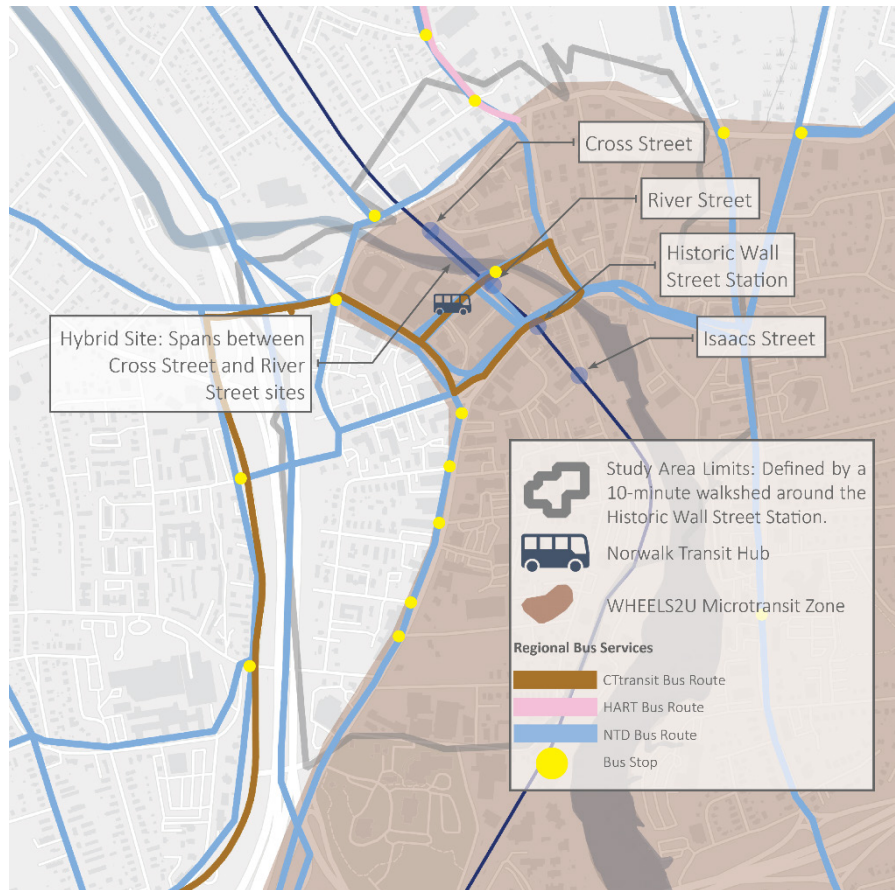 Cross Street
River Street
Historic Wall
Street Station
Hybrid Site: Spans between
Cross Street and River
Street sites
Isaacs Street
Study Area Limits: Defined by a
10-minute walkshed around the
Historic Wall Street Station.
Norwalk Transit Hub
WHEELS2U Microtransit Zone
Regional Bus Services
CTtransit Bus Route
HART Bus Route
NTD Bus Route
Bus Stop